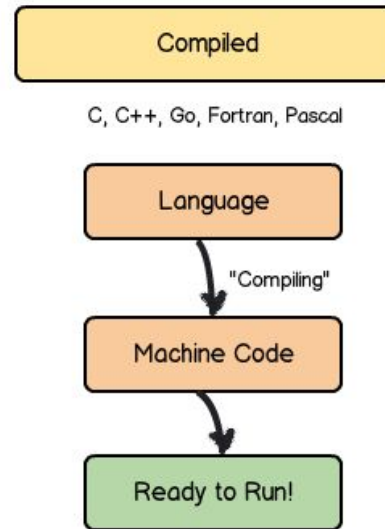 Compiled
C, C++, Go, Fortran, Pascal
Language
"Compiling"
Machine Code
Ready to Run!